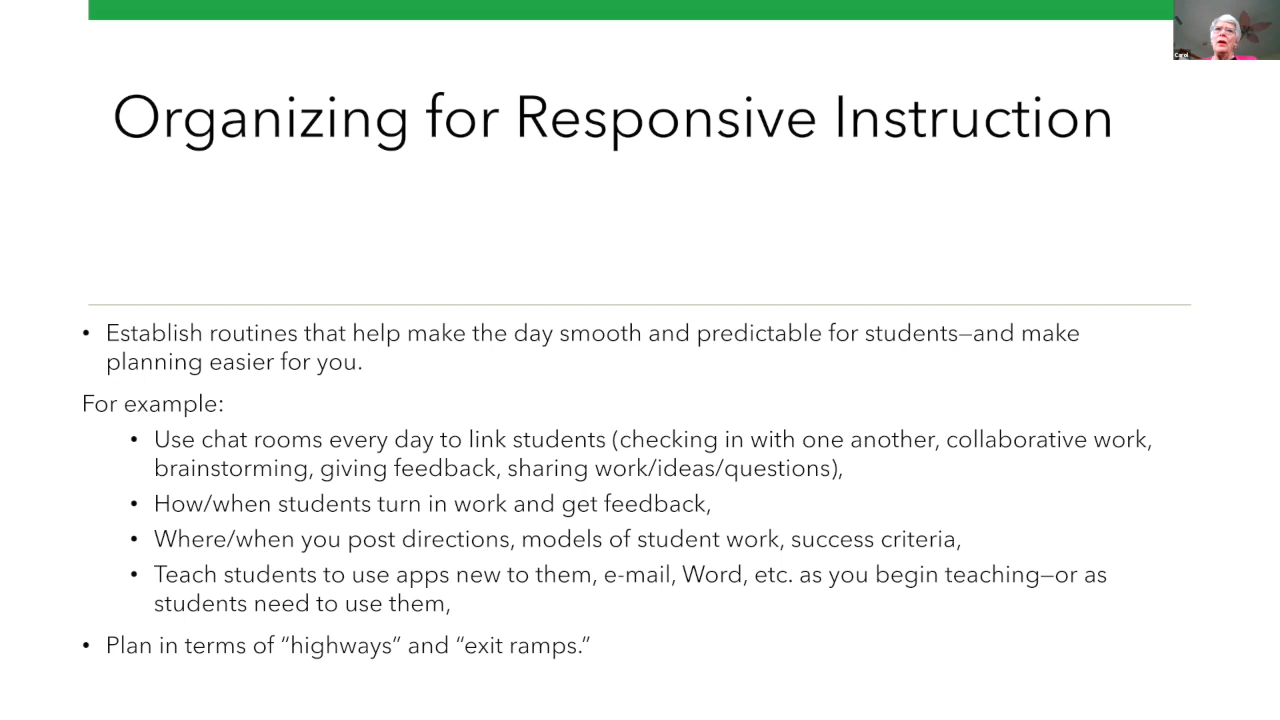 Carol
Organizing for Responsive Instruction
• Establish routines that help make the day smooth and predictable for students—and make
planning easier for you.
For example:
• Use chat rooms every day to link students (checking in with one another, collaborative work,
brainstorming, giving feedback, sharing work/ideas/questions),
• How/when students turn in work and get feedback,
• Where/when you post directions, models of student work, success criteria,
• Teach students to use apps new to them, e-mail, Word, etc. as you begin teaching—or as
students need to use them,
• Plan in terms of “highways” and “exit ramps.”